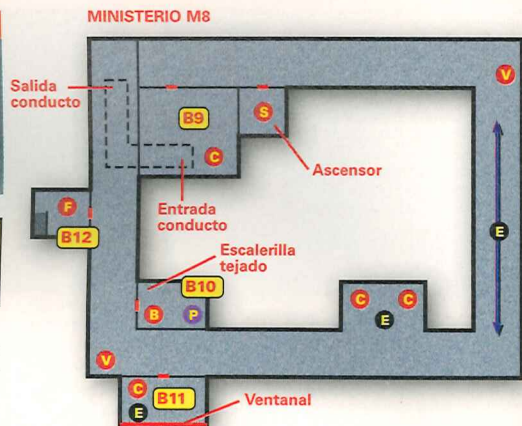 MINISTERIO M8
V
Salida
conducto
B9
S
C
Ascensor
E
F
B12
Entrada
conducto
Escalerilla
tejado
B10
B
P
C
C
E
V
C
B11
E
Ventanal